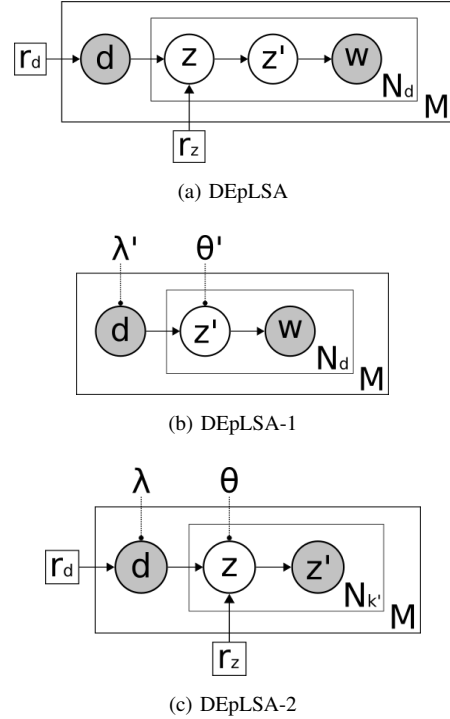 r_d d z z' w
N_d
M
r_z
(a) DEpLSA
λ' θ'
d z' w
N_d
M
(b) DEpLSA-1
λ θ
r_d d z z'
N_k'
M
r_z
(c) DEpLSA-2